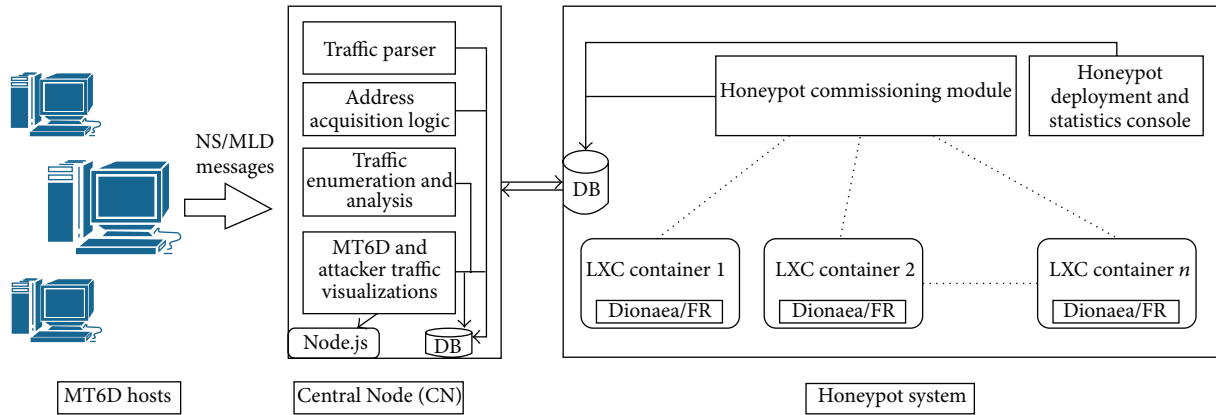 NS/MLD
messages
Traffic parser
Address
acquisition logic
Traffic
enumeration and
analysis
MT6D and
attacker traffic
visualizations
Node.js
DB
DB
Honeypot commissioning module
Honeypot
deployment and
statistics console
LXC container 1
Dionaea/FR
LXC container 2
Dionaea/FR
LXC container n
Dionaea/FR
MT6D hosts
Central Node (CN)
Honeypot system